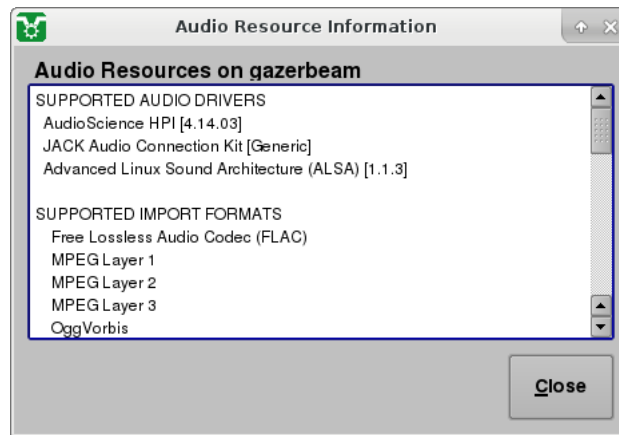 Audio Resource Information
Audio Resources on gazerbeam
SUPPORTED AUDIO DRIVERS
AudioScience HPI [4.14.03]
JACK Audio Connection Kit [Generic]
Advanced Linux Sound Architecture (ALSA) [1.1.3]
SUPPORTED IMPORT FORMATS
Free Lossless Audio Codec (FLAC)
MPEG Layer 1
MPEG Layer 2
MPEG Layer 3
OggVorbis
Close